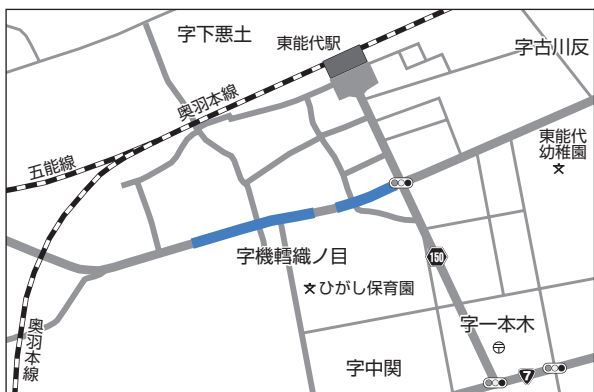 字下悪土
東能代駅
字古川反
奥羽本線
五能線
東能代
幼稚園
字機轌織ノ目
150
ひがし保育園
奥羽本線
字一本木
字中関
7